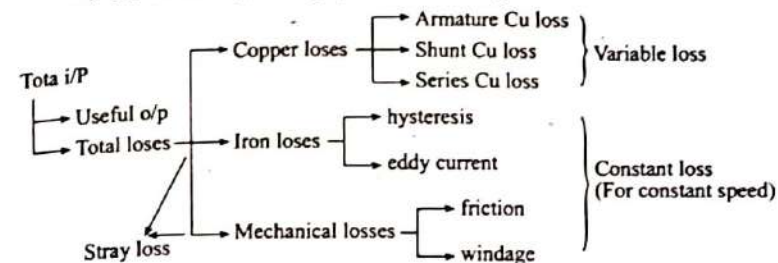 Armature Cu loss
Copper loses Shunt Cu loss Variable loss
Series Cu loss
Tota i/P
Useful o/p
hysteresis
Total loses Iron loses
eddy current
Constant loss
(For constant speed)
friction
Mechanical losses
Stray loss
windage